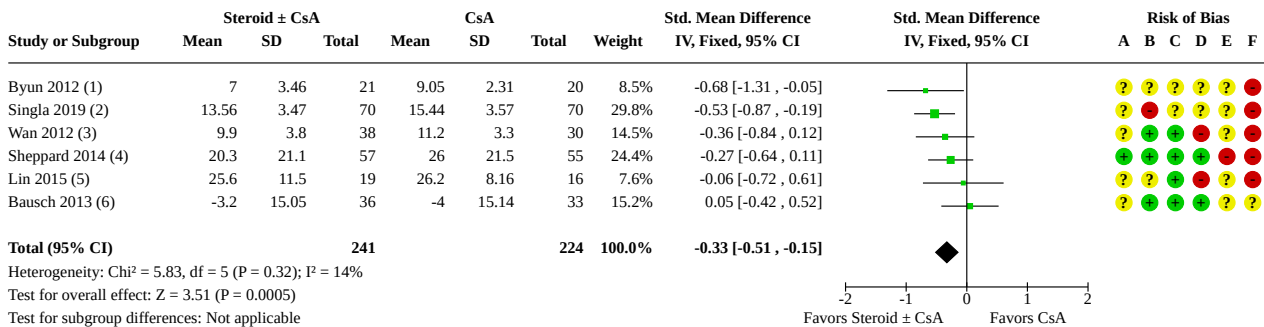 Steroid ± CsA CsA Std. Mean Difference Std. Mean Difference Risk of Bias
Study or Subgroup Mean SD Total Mean SD Total Weight IV, Fixed, 95% CI IV, Fixed, 95% CI A B C D E F
Byun 2012 (1) 7 3.46 21 9.05 2.31 20 8.5% -0.68 [-1.31 , -0.05] ? ? ? ? ? -
Singla 2019 (2) 13.56 3.47 70 15.44 3.57 70 29.8% -0.53 [-0.87 , -0.19] ? - ? ? ? -
Wan 2012 (3) 9.9 3.8 38 11.2 3.3 30 14.5% -0.36 [-0.84 , 0.12] ? + + - ? -
Sheppard 2014 (4) 20.3 21.1 57 26 21.5 55 24.4% -0.27 [-0.64 , 0.11] + + + + - -
Lin 2015 (5) 25.6 11.5 19 26.2 8.16 16 7.6% -0.06 [-0.72 , 0.61] ? ? + - ? -
Bausch 2013 (6) -3.2 15.05 36 -4 15.14 33 15.2% 0.05 [-0.42 , 0.52] ? + + + ? ?
Total (95% CI) 241 224 100.0% -0.33 [-0.51 , -0.15]
Heterogeneity: Chi² = 5.83, df = 5 (P = 0.32); I² = 14%
Test for overall effect: Z = 3.51 (P = 0.0005)
Test for subgroup differences: Not applicable
-2 -1 0 1 2
Favors Steroid ± CsA Favors CsA